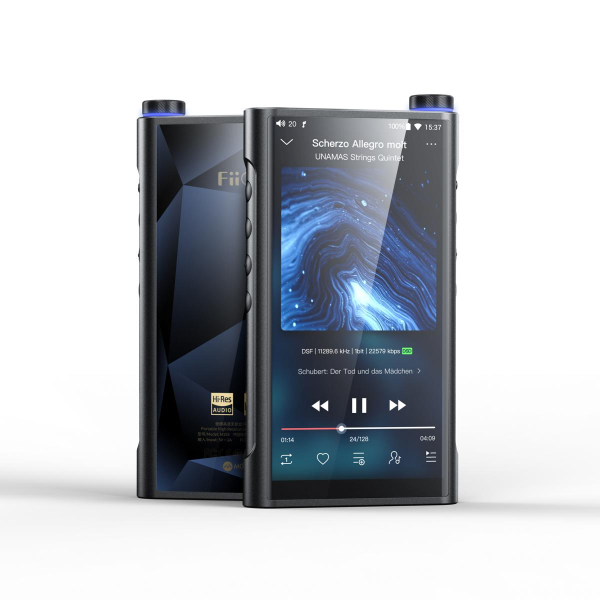 20
100%
15:37
Scherzo Allegro molt
UNAMAS Strings Quintet
DSF | 11289.6 kHz | 1bit | 22579 kbps
Schubert: Der Tod und das Mädchen
01:14
24/128
04:09
Fii
Hi-Res
AUDIO